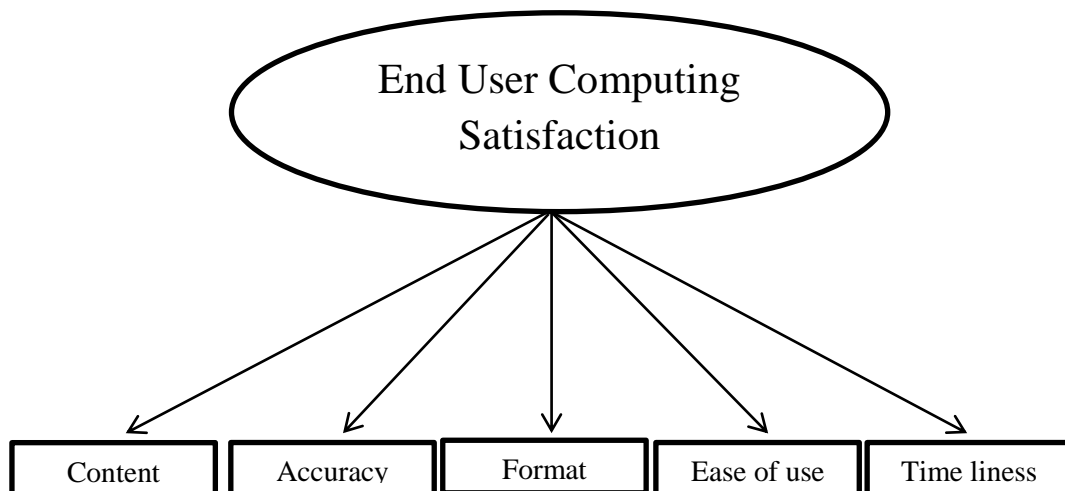 End User Computing
Satisfaction
Content
Accuracy
Format
Ease of use
Time liness